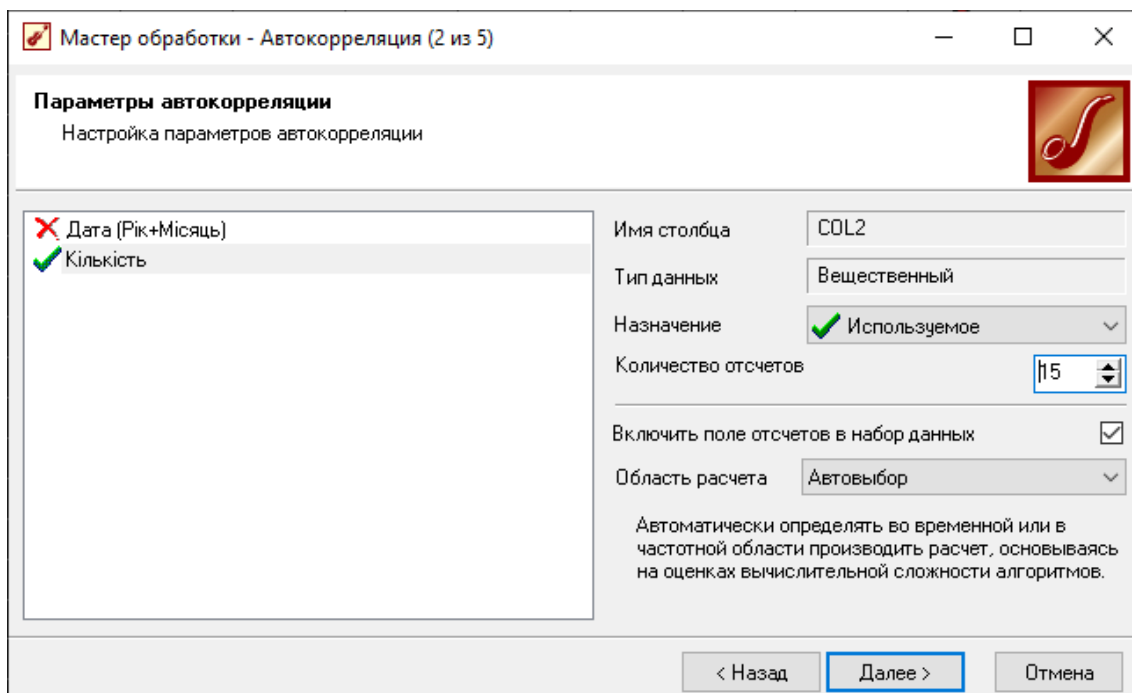 Мастер обработки - Автокорреляция (2 из 5)
Параметры автокорреляции
Настройка параметров автокорреляции
Дата (Рік+Місяць)
Кількість
Имя столбца
COL2
Тип данных
Вещественный
Назначение
Используемое
Количество отсчетов
15
Включить поле отсчетов в набор данных
Область расчета
Автовыбор
Автоматически определять во временной или в
частотной области производить расчет, основываясь
на оценках вычислительной сложности алгоритмов.
< Назад
Далее >
Отмена